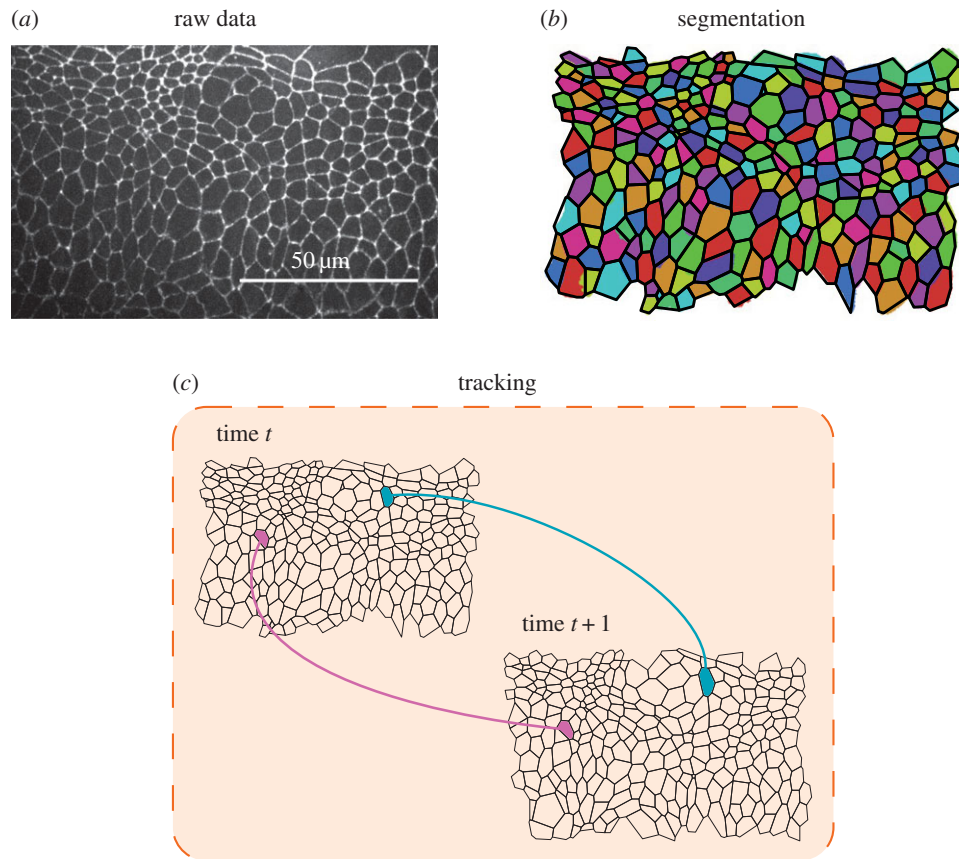 (a) raw data
(b) segmentation
50 µm
(c) tracking
time t
time t + 1